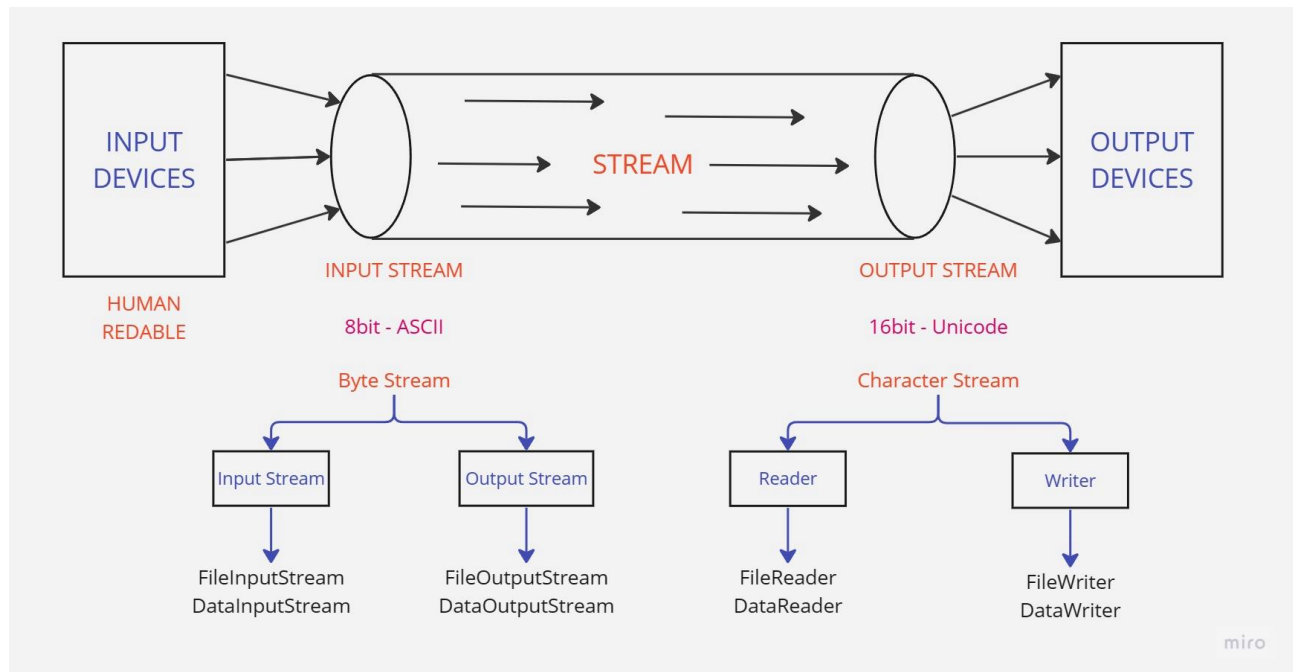 INPUT
DEVICES
STREAM
OUTPUT
DEVICES
INPUT STREAM
OUTPUT STREAM
HUMAN
REDABLE
8bit - ASCII
16bit - Unicode
Byte Stream
Character Stream
Input Stream
Output Stream
Reader
Writer
FileInputStream
DataInputStream
FileOutputStream
DataOutputStream
FileReader
DataReader
FileWriter
DataWriter
miro